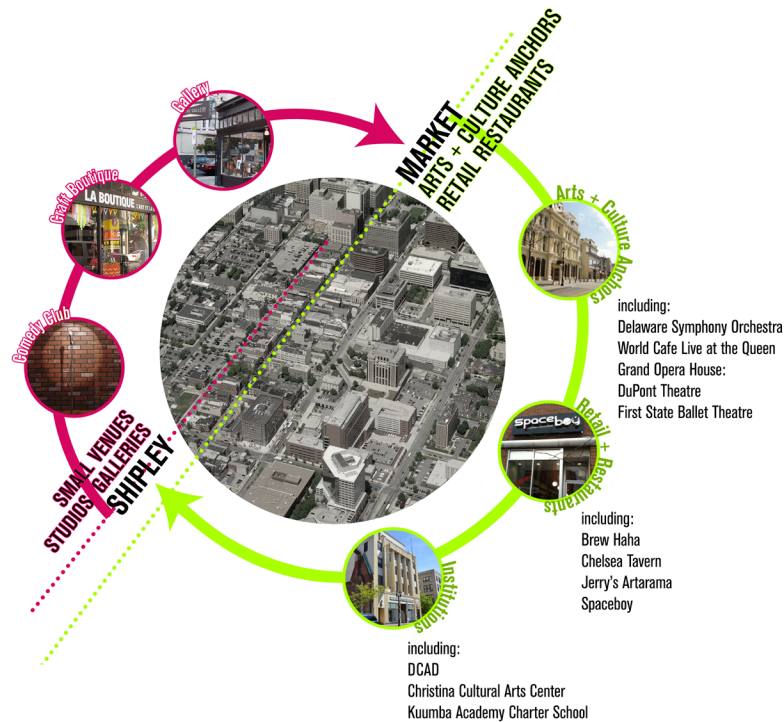 Gallery
Craft Boutique
LA BOUTIQUE
Comedy Club
SMALL VENUES
STUDIOS GALLERIES
SHIPLEY
MARKET
ARTS + CULTURE ANCHORS
RETAIL RESTAURANTS
Arts + Culture Anchors
including:
Delaware Symphony Orchestra
World Cafe Live at the Queen
Grand Opera House:
DuPont Theatre
First State Ballet Theatre
spaceboy
Retail + Restaurants
including:
Brew Haha
Chelsea Tavern
Jerry's Artarama
Spaceboy
Institutions
including:
DCAD
Christina Cultural Arts Center
Kuumba Academy Charter School